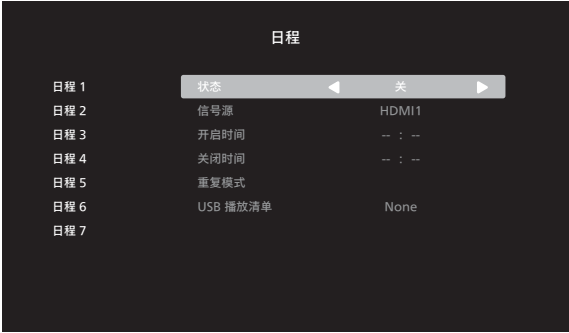 日程
日程 1 状态 关
日程 2 信号源 HDMI1
日程 3 开启时间 -- : --
日程 4 关闭时间 -- : --
日程 5 重复模式
日程 6 USB 播放清单 None
日程 7